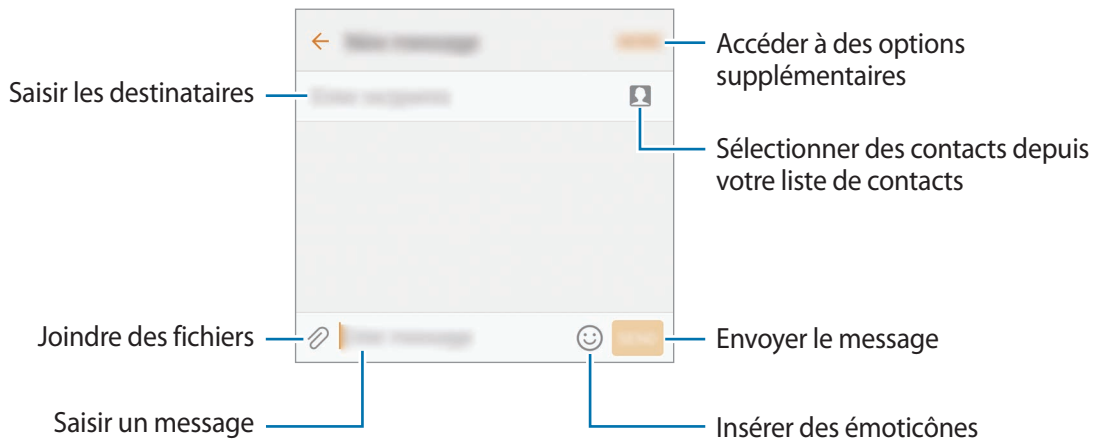 Accéder à des options
supplémentaires
Saisir les destinataires
Sélectionner des contacts depuis
votre liste de contacts
Joindre des fichiers
Envoyer le message
Saisir un message
Insérer des émoticônes